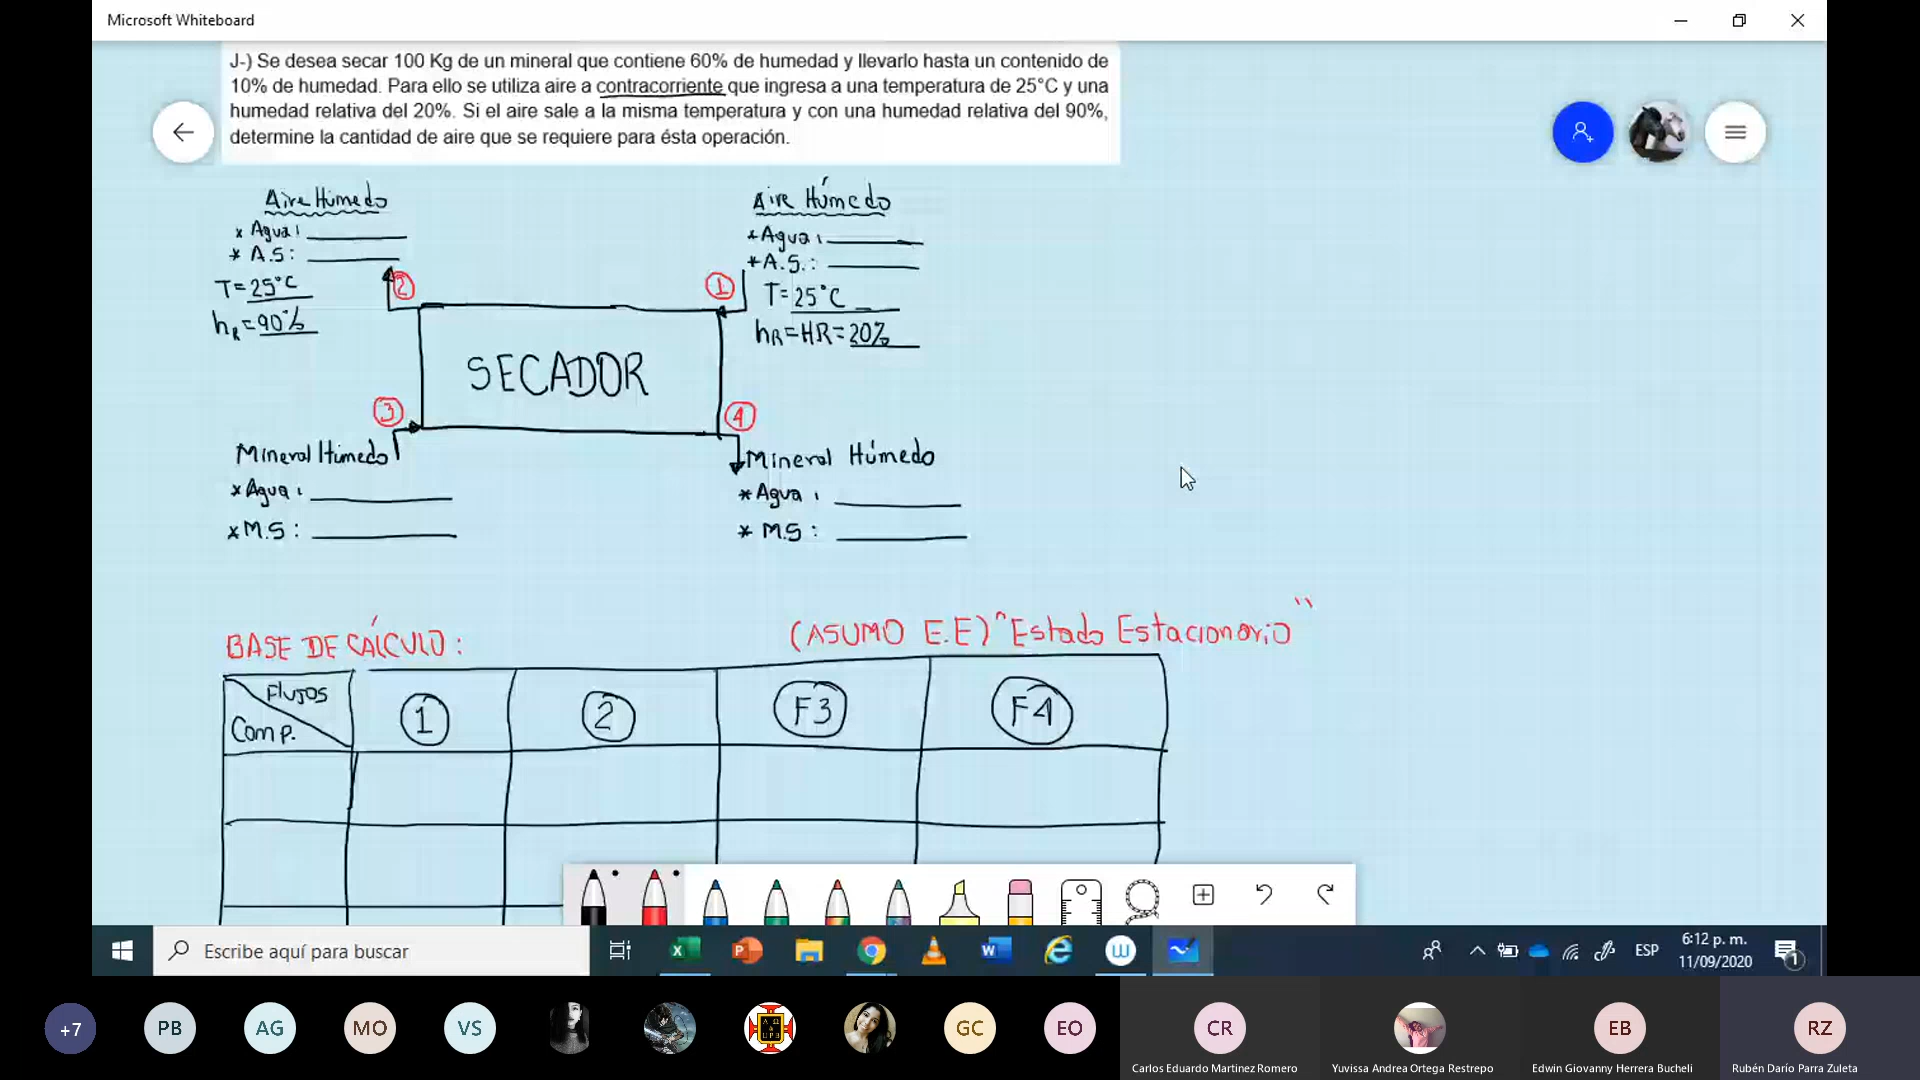 Microsoft Whiteboard
J-) Se desea secar 100 Kg de un mineral que contiene 60% de humedad y llevarlo hasta un contenido de
10% de humedad. Para ello se utiliza aire a contracorriente que ingresa a una temperatura de 25°C y una
humedad relativa del 20%. Si el aire sale a la misma temperatura y con una humedad relativa del 90%,
determine la cantidad de aire que se requiere para ésta operación.
Aire Húmedo
* Agua:
* A.S:
T= 25°C
hR = 90%
2
Aire Húmedo
* Agua:
* A.S.:
T= 25°C
hR = HR = 20%
1
SECADOR
3
4
Mineral Húmedo
* Agua:
* M.S:
Mineral Húmedo
* Agua:
* M.S:
BASE DE CÁLCULO:
(ASUMO E.E) "Estado Estacionario"
Flujos
Comp.
1
2
F3
F4
Escribe aquí para buscar
ESP
6:12 p. m.
11/09/2020
1
+7
PB
AG
MO
VS
GC
EO
CR
EB
RZ
Carlos Eduardo Martinez Romero
Yuvissa Andrea Ortega Restrepo
Edwin Giovanny Herrera Bucheli
Rubén Darío Parra Zuleta